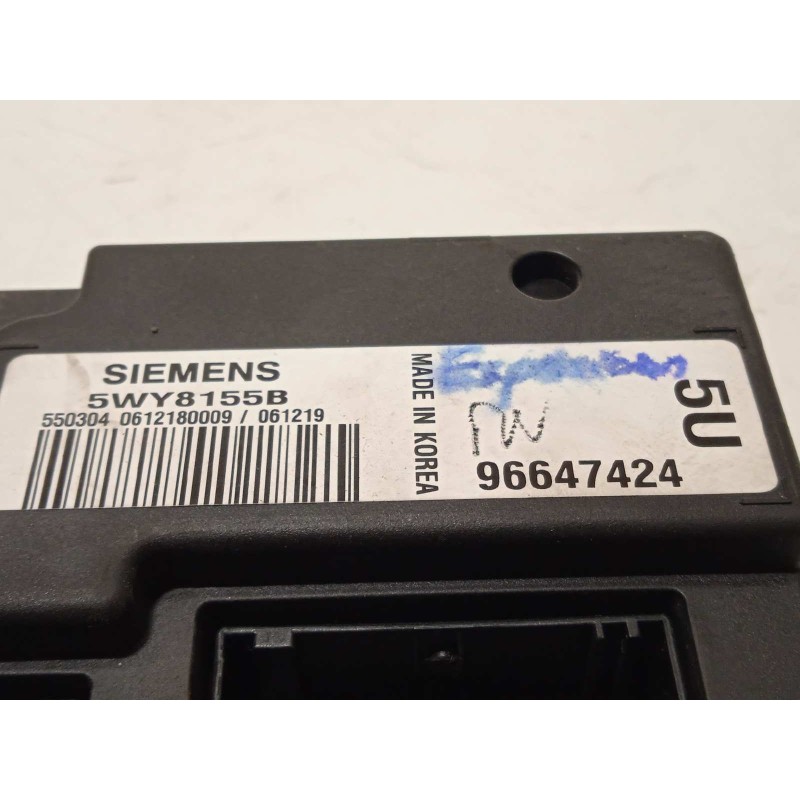 SIEMENS
5WY8155B
550304 0612180009 / 061219
MADE IN KOREA
5U
96647424